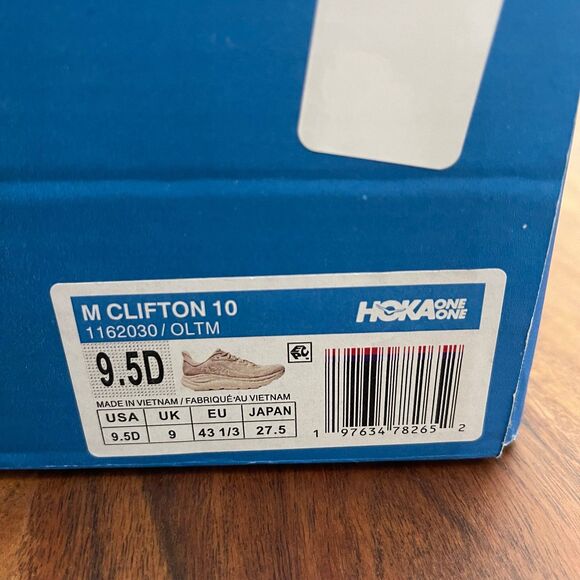 M CLIFTON 10
1162030 / OLTM
HOKA ONE ONE
9.5D
MADE IN VIETNAM / FABRIQUÉ AU VIETNAM
USA UK EU JAPAN
9.5D 9 43 1/3 27.5
1 97634 78265 2